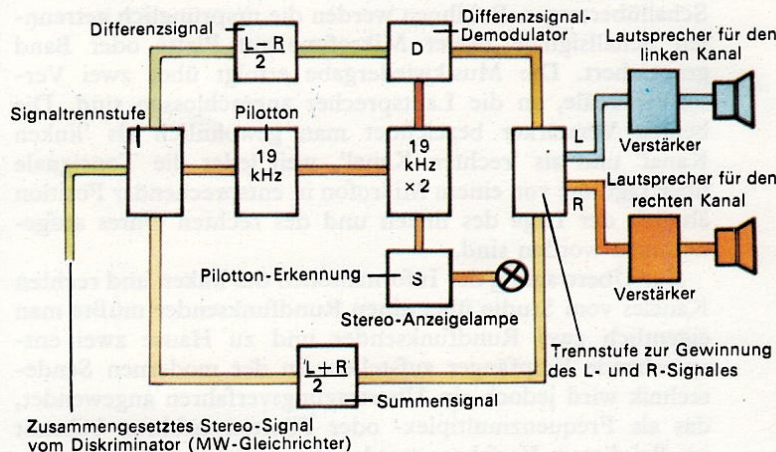 Differenzsignal
L-R
2
D
Differenzsignal-
Demodulator
Lautsprecher für den
linken Kanal
Signaltrennstufe
Pilotton
19
kHz
19
kHz
× 2
L
R
Verstärker
Lautsprecher für den
rechten Kanal
Verstärker
Pilotton-Erkennung
S
Stereo-Anzeigelampe
L+R
2
Summensignal
Trennstufe zur Gewinnung
des L- und R-Signales
Zusammengesetztes Stereo-Signal
vom Diskriminator (MW-Gleichrichter)